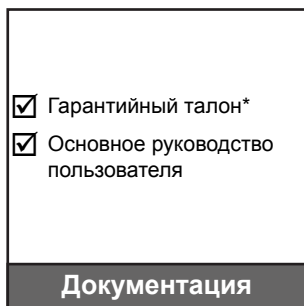 Гарантийный талон*
Основное руководство
пользователя
Документация